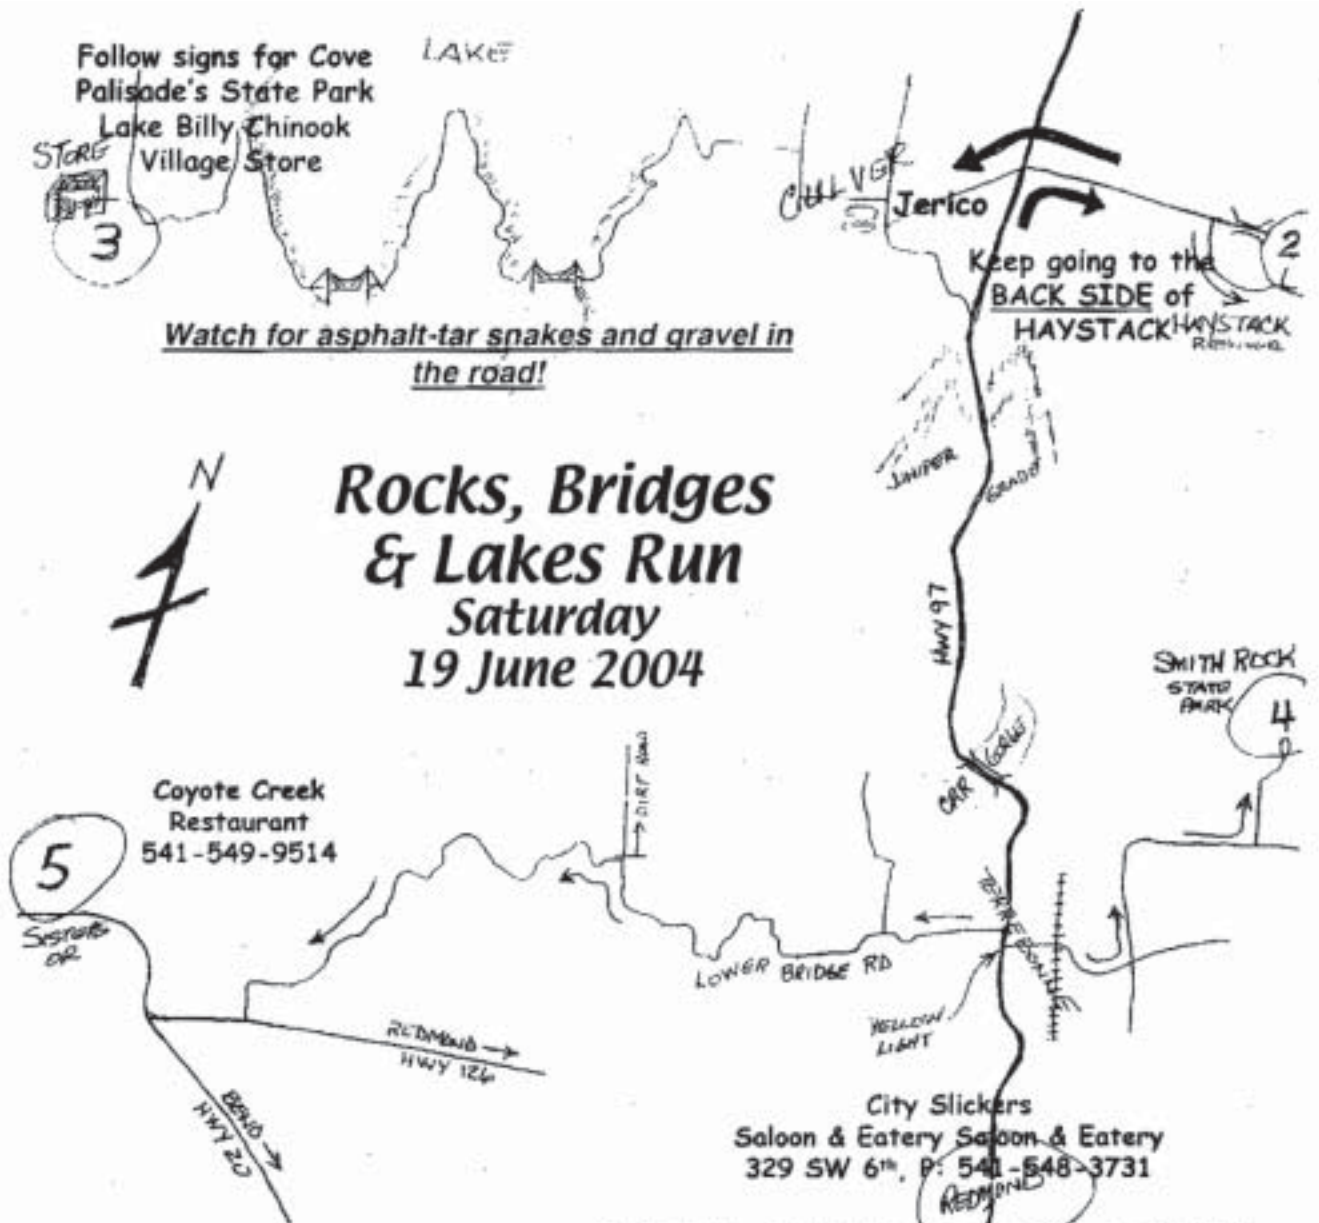 Follow signs for Cove
Palisade's State Park
Lake Billy Chinook
Village Store
LAKE
STORE
3
CULVER
Jerico
2
Keep going to the
BACK SIDE of
HAYSTACK
HAYSTACK
Watch for asphalt-tar snakes and gravel in
the road!
JUNIPER
GRADE
N
Rocks, Bridges
& Lakes Run
Saturday
19 June 2004
HWY 97
SMITH ROCK
STATE
PARK
4
CRR
GORGE
DIRT ROAD
Coyote Creek
Restaurant
541-549-9514
5
SISTERS
OR
TERREBONNE
LOWER BRIDGE RD
YELLOW
LIGHT
REDMOND
HWY 126
BEND
HWY 20
City Slickers
Saloon & Eatery Saloon & Eatery
329 SW 6th, P: 541-548-3731
REDMOND